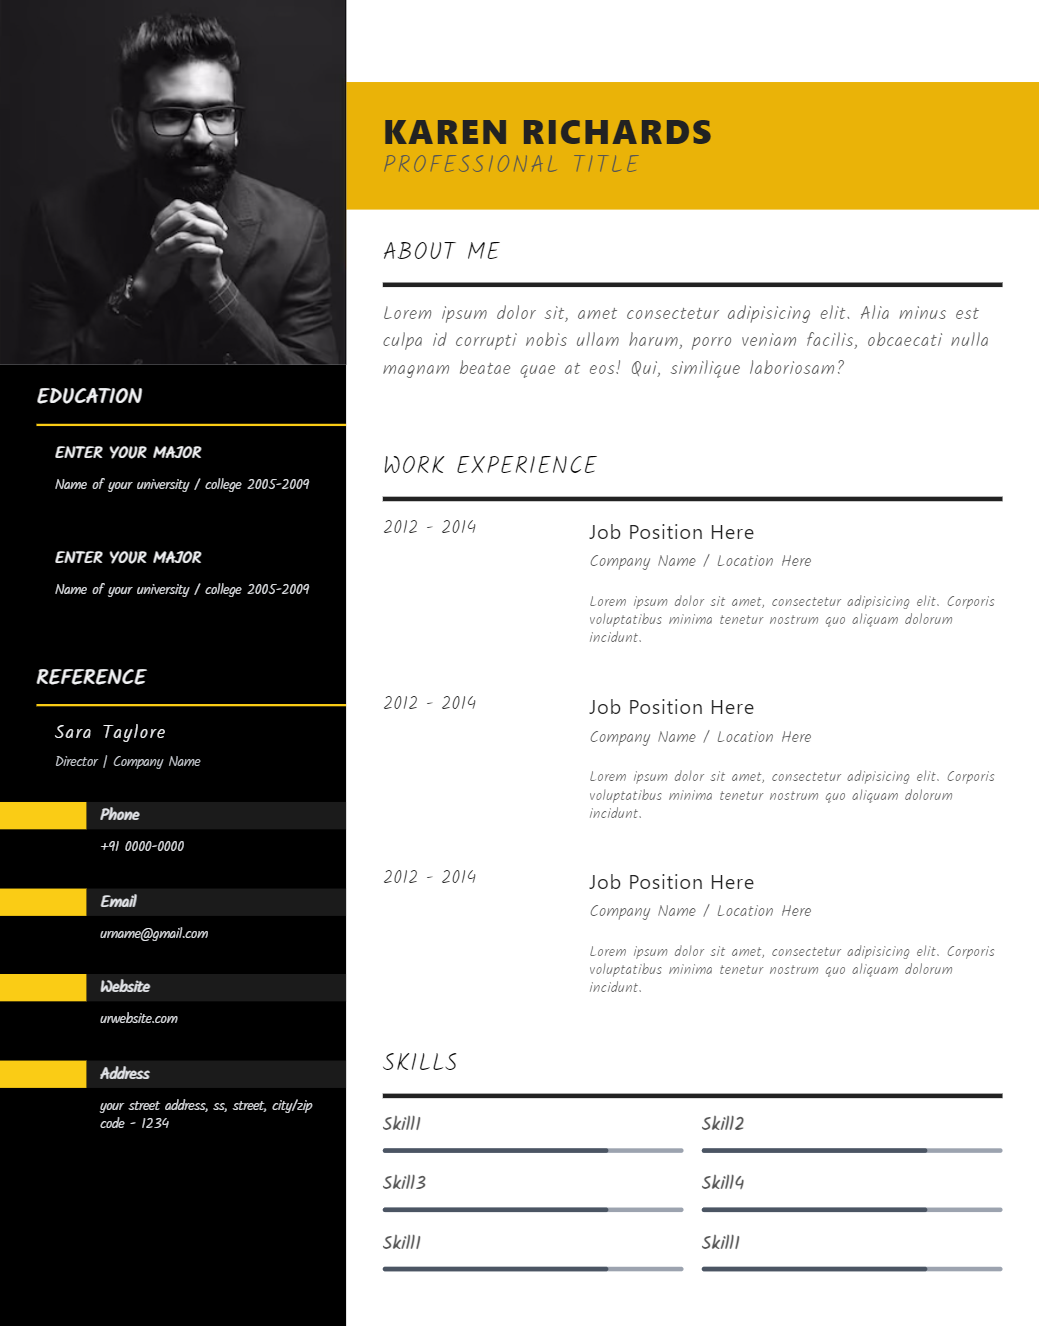 KAREN RICHARDS
PROFESSIONAL TITLE
ABOUT ME
Lorem ipsum dolor sit, amet consectetur adipisicing elit. Alia minus est
culpa id corrupti nobis ullam harum, porro veniam facilis, obcaecati nulla
magnam beatae quae at eos! Qui, similique laboriosam?
WORK EXPERIENCE
2012 - 2014
Job Position Here
Company Name / Location Here
Lorem ipsum dolor sit amet, consectetur adipisicing elit. Corporis
voluptatibus minima tenetur nostrum quo aliquam dolorum
incidunt.
2012 - 2014
Job Position Here
Company Name / Location Here
Lorem ipsum dolor sit amet, consectetur adipisicing elit. Corporis
voluptatibus minima tenetur nostrum quo aliquam dolorum
incidunt.
2012 - 2014
Job Position Here
Company Name / Location Here
Lorem ipsum dolor sit amet, consectetur adipisicing elit. Corporis
voluptatibus minima tenetur nostrum quo aliquam dolorum
incidunt.
SKILLS
Skill1
Skill2
Skill3
Skill4
Skill1
Skill1
EDUCATION
ENTER YOUR MAJOR
Name of your university / college 2005-2009
ENTER YOUR MAJOR
Name of your university / college 2005-2009
REFERENCE
Sara Taylore
Director | Company Name
Phone
+91 0000-0000
Email
urname@gmail.com
Website
urwebsite.com
Address
your street address, ss, street, city/zip
code - 1234